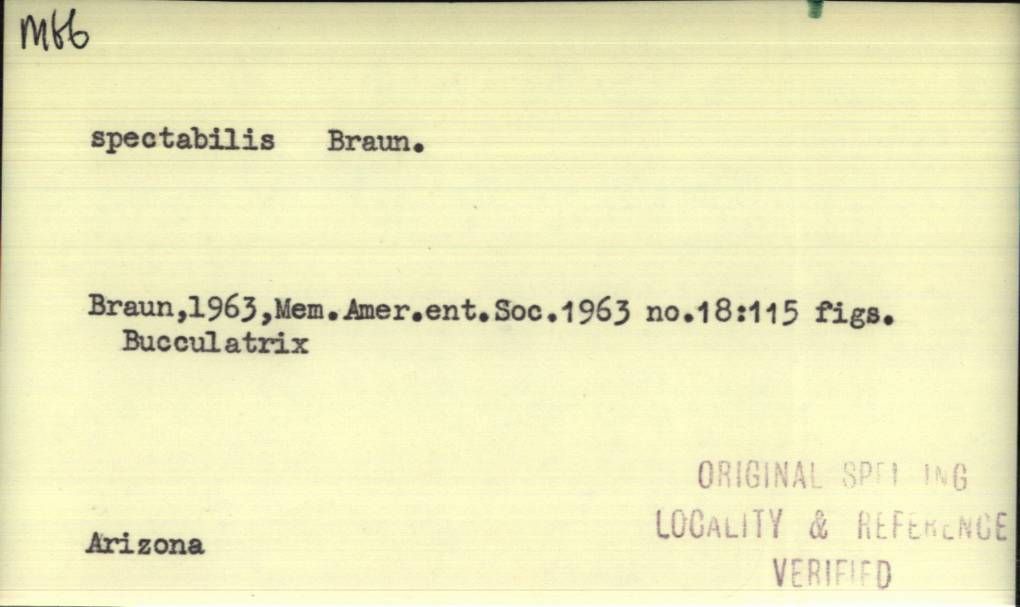 M66
spectabilis Braun.
Braun,1963,Mem.Amer.ent.Soc.1963 no.18:115 figs.
Bucculatrix
Arizona
ORIGINAL SPELLING
LOCALITY & REFERENCE
VERIFIED